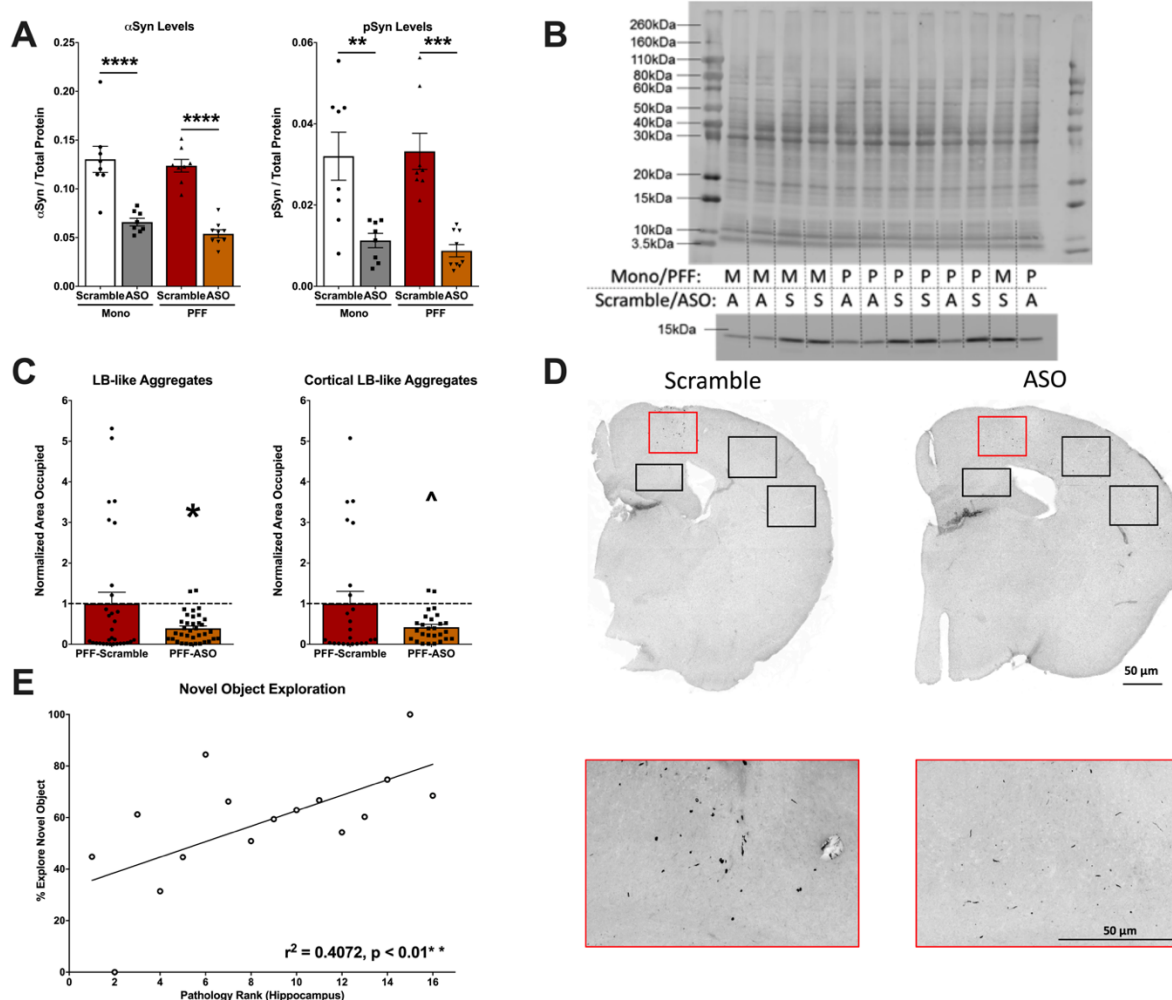 A
αSyn Levels
αSyn / Total Protein
0.25
0.20
0.15
0.10
0.05
0.00
****
****
Scramble ASO Scramble ASO
Mono PFF
pSyn Levels
pSyn / Total Protein
0.06
0.04
0.02
0.00
**
***
Scramble ASO Scramble ASO
Mono PFF
B
260kDa
160kDa
110kDa
80kDa
60kDa
50kDa
40kDa
30kDa
20kDa
15kDa
10kDa
3.5kDa
Mono/PFF: M M M M P P P P P P M P
Scramble/ASO: A A S S A A S S A S S A
15kDa
C
LB-like Aggregates
Normalized Area Occupied
6
5
4
3
2
1
0
*
PFF-Scramble PFF-ASO
Cortical LB-like Aggregates
Normalized Area Occupied
6
5
4
3
2
1
0
^
PFF-Scramble PFF-ASO
D
Scramble ASO
50 µm
50 µm
E
Novel Object Exploration
% Explore Novel Object
100
80
60
40
20
0
r² = 0.4072, p < 0.01* *
0 2 4 6 8 10 12 14 16
Pathology Rank (Hippocampus)